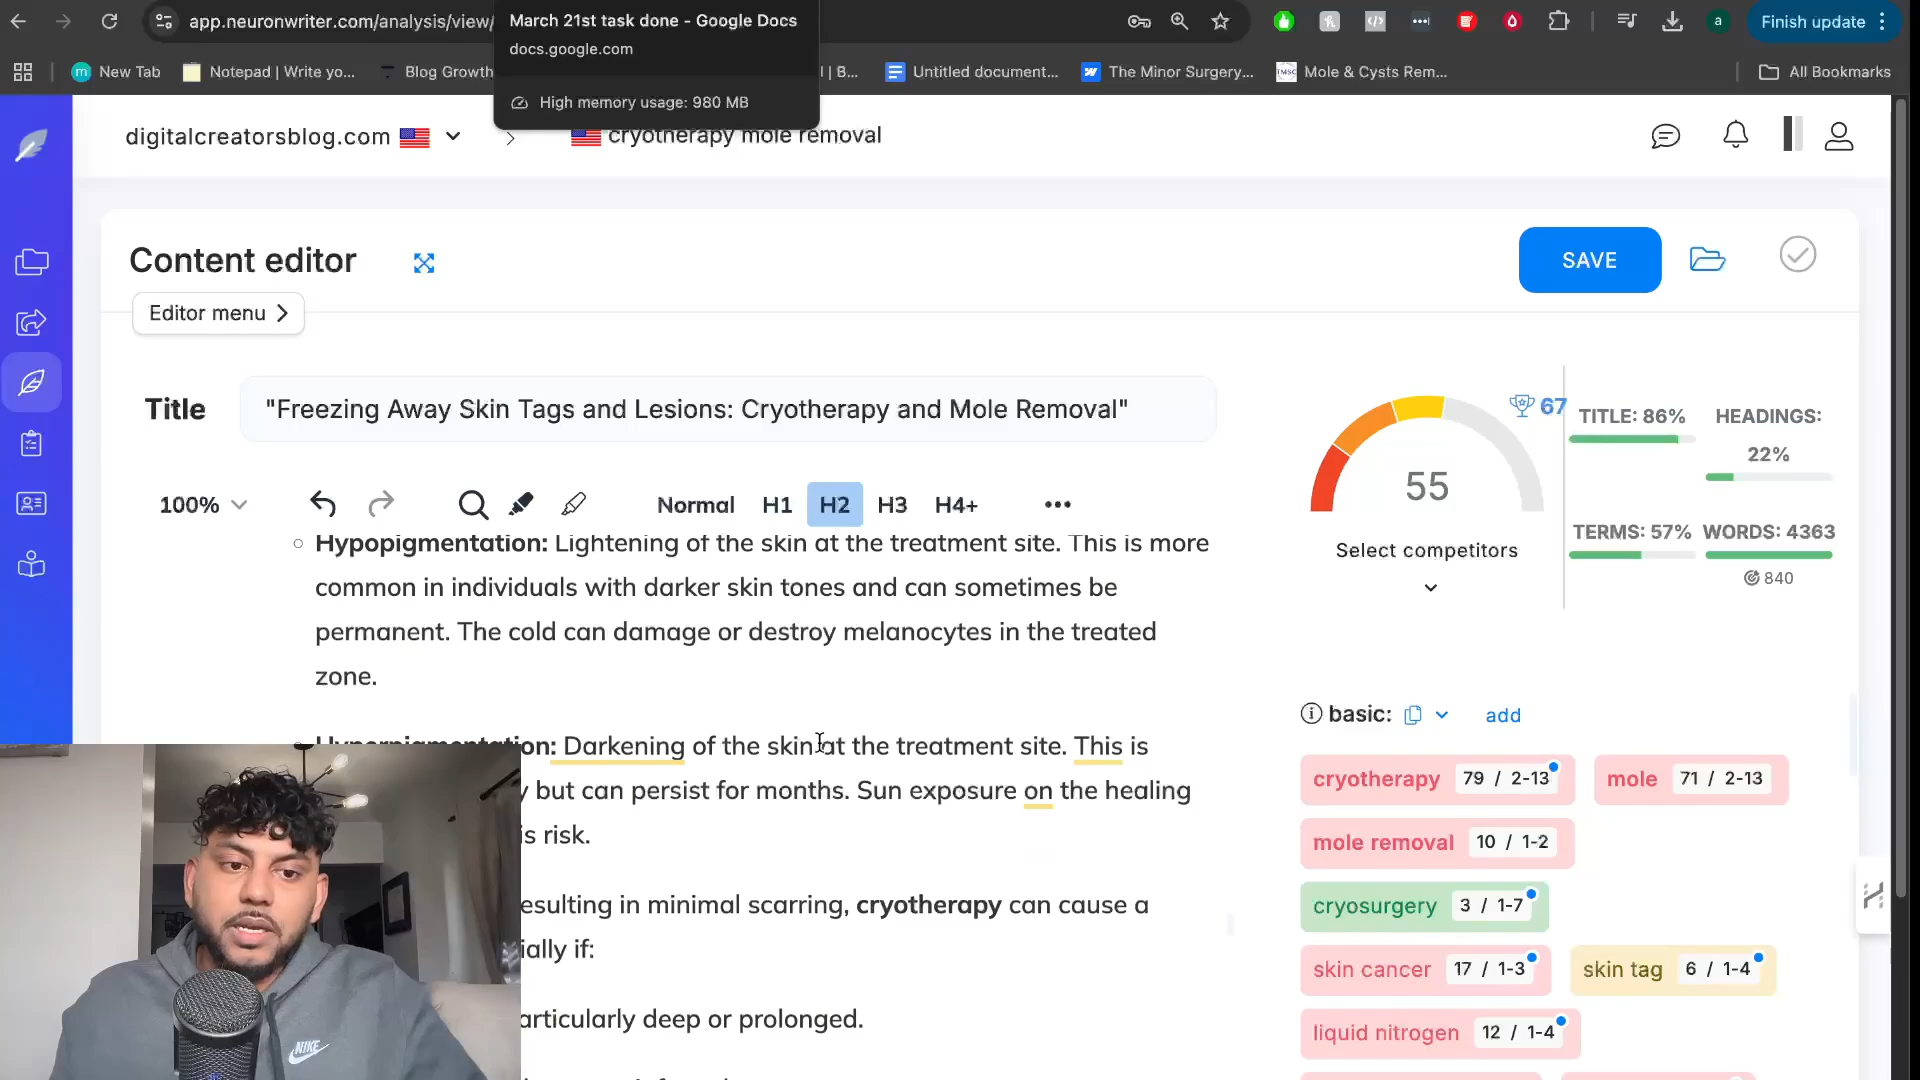 app.neuronwriter.com/analysis/view/
March 21st task done - Google Docs
docs.google.com
High memory usage: 980 MB
a
Finish update
New Tab
Notepad | Write yo...
Blog Growth
l | B...
Untitled document...
The Minor Surgery...
TMSC
Mole & Cysts Rem...
All Bookmarks
digitalcreatorsblog.com
cryotherapy mole removal
Content editor
SAVE
Editor menu
Title
"Freezing Away Skin Tags and Lesions: Cryotherapy and Mole Removal"
67
TITLE: 86%
HEADINGS:
22%
55
100%
Normal H1 H2 H3 H4+
TERMS: 57%
WORDS: 4363
840
Select competitors
Hypopigmentation: Lightening of the skin at the treatment site. This is more
common in individuals with darker skin tones and can sometimes be
permanent. The cold can damage or destroy melanocytes in the treated
zone.
Hyperpigmentation: Darkening of the skin at the treatment site. This is
y but can persist for months. Sun exposure on the healing
is risk.
esulting in minimal scarring, cryotherapy can cause a
ially if:
articularly deep or prolonged.
basic:
add
cryotherapy 79 / 2-13
mole 71 / 2-13
mole removal 10 / 1-2
cryosurgery 3 / 1-7
skin cancer 17 / 1-3
skin tag 6 / 1-4
liquid nitrogen 12 / 1-4
NIKE